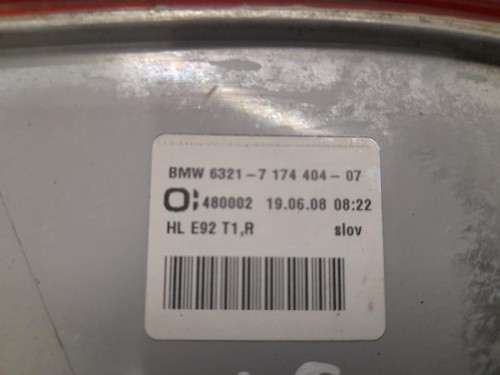 BMW 6321-7 174 404-07
480002 19.06.08 08:22
HL E92 T1,R slov